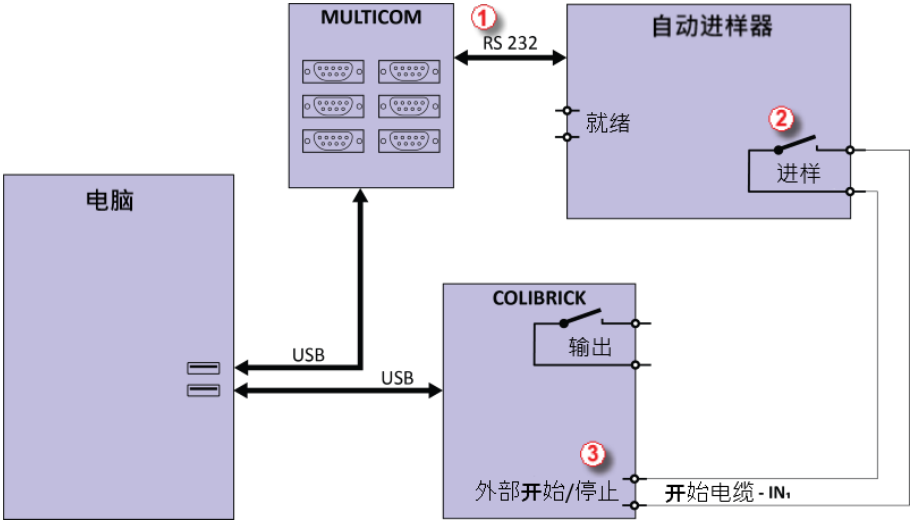 MULTICOM
1
RS 232
自动进样器
就绪
2
进样
电脑
USB
USB
COLIBRICK
输出
3
外部开始/停止
开始电缆 - IN₁